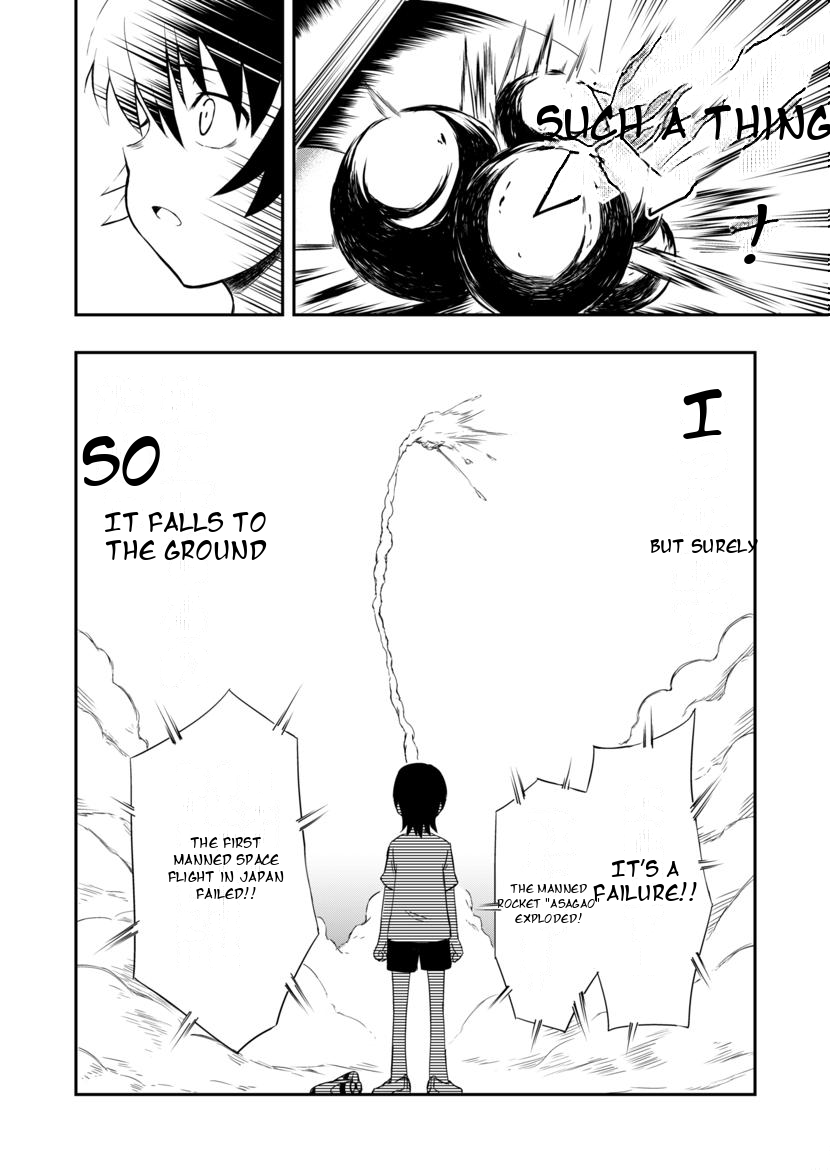 SUCH A THING
!
I
BUT SURELY
SO
IT FALLS TO
THE GROUND
IT'S A
FAILURE!!
THE MANNED
ROCKET "ASAGAO"
EXPLODED!
THE FIRST
MANNED SPACE
FLIGHT IN JAPAN
FAILED!!